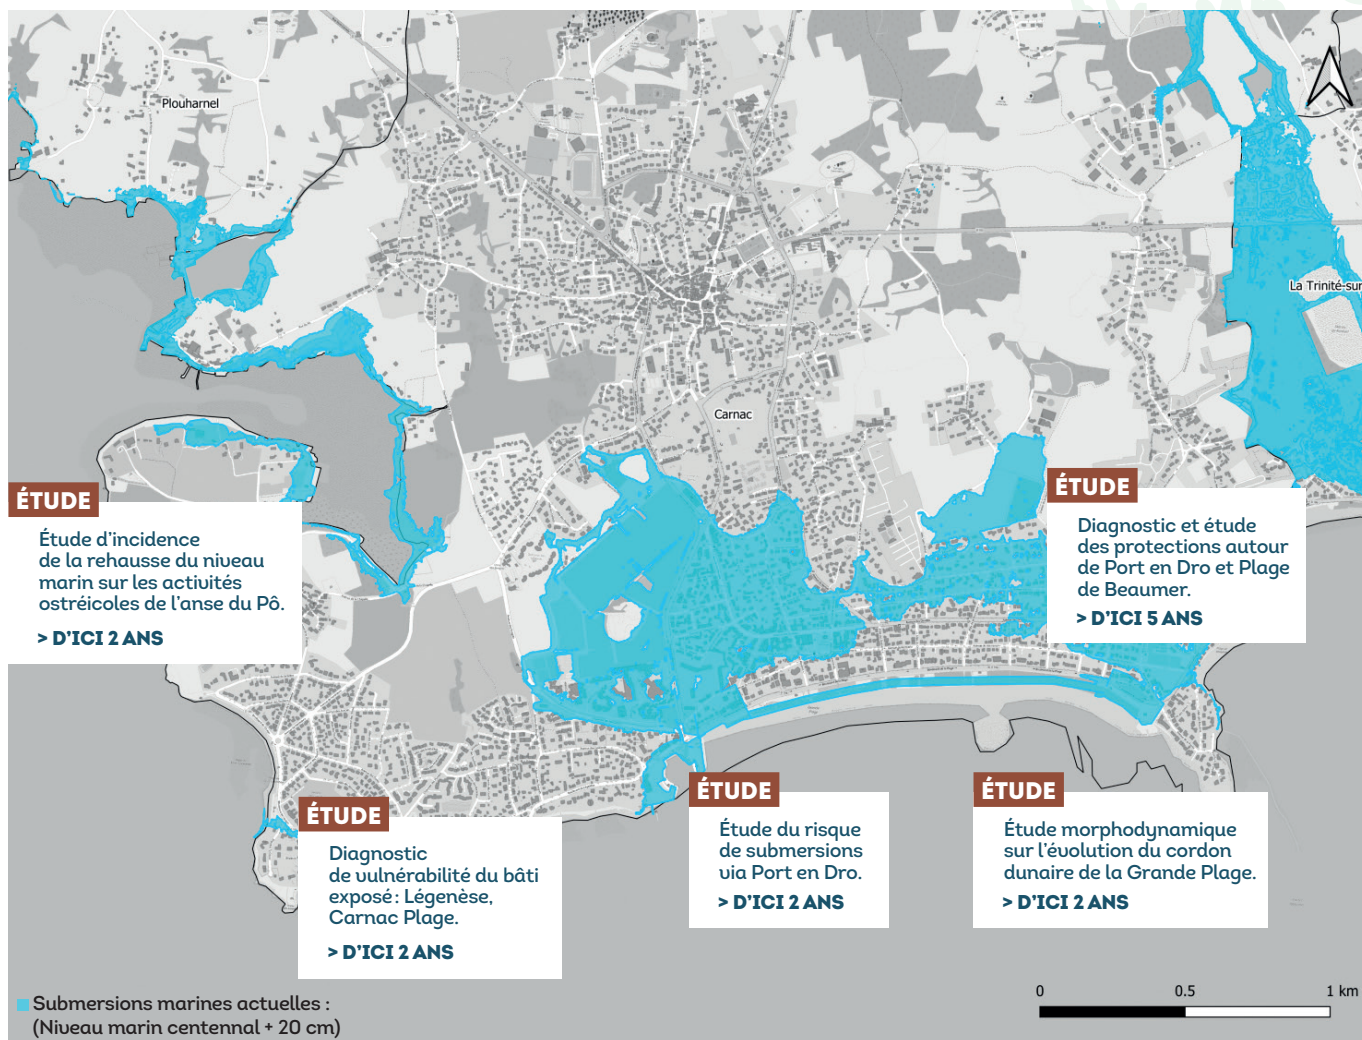 Plouharnel
La Trinité-sur
Carnac
ÉTUDE
Étude d'incidence
de la rehausse du niveau
marin sur les activités
ostréicoles de l'anse du Pô.
> D'ICI 2 ANS
ÉTUDE
Diagnostic et étude
des protections autour
de Port en Dro et Plage
de Beaumer.
> D'ICI 5 ANS
ÉTUDE
Diagnostic
de vulnérabilité du bâti
exposé : Légenèse,
Carnac Plage.
> D'ICI 2 ANS
ÉTUDE
Étude du risque
de submersions
via Port en Dro.
> D'ICI 2 ANS
ÉTUDE
Étude morphodynamique
sur l'évolution du cordon
dunaire de la Grande Plage.
> D'ICI 2 ANS
Submersions marines actuelles :
(Niveau marin centennal + 20 cm)
0 0.5 1 km